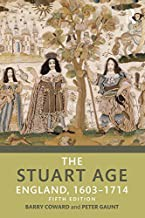 THE
STUART AGE
ENGLAND, 1603–1714
FIFTH EDITION
BARRY COWARD and PETER GAUNT